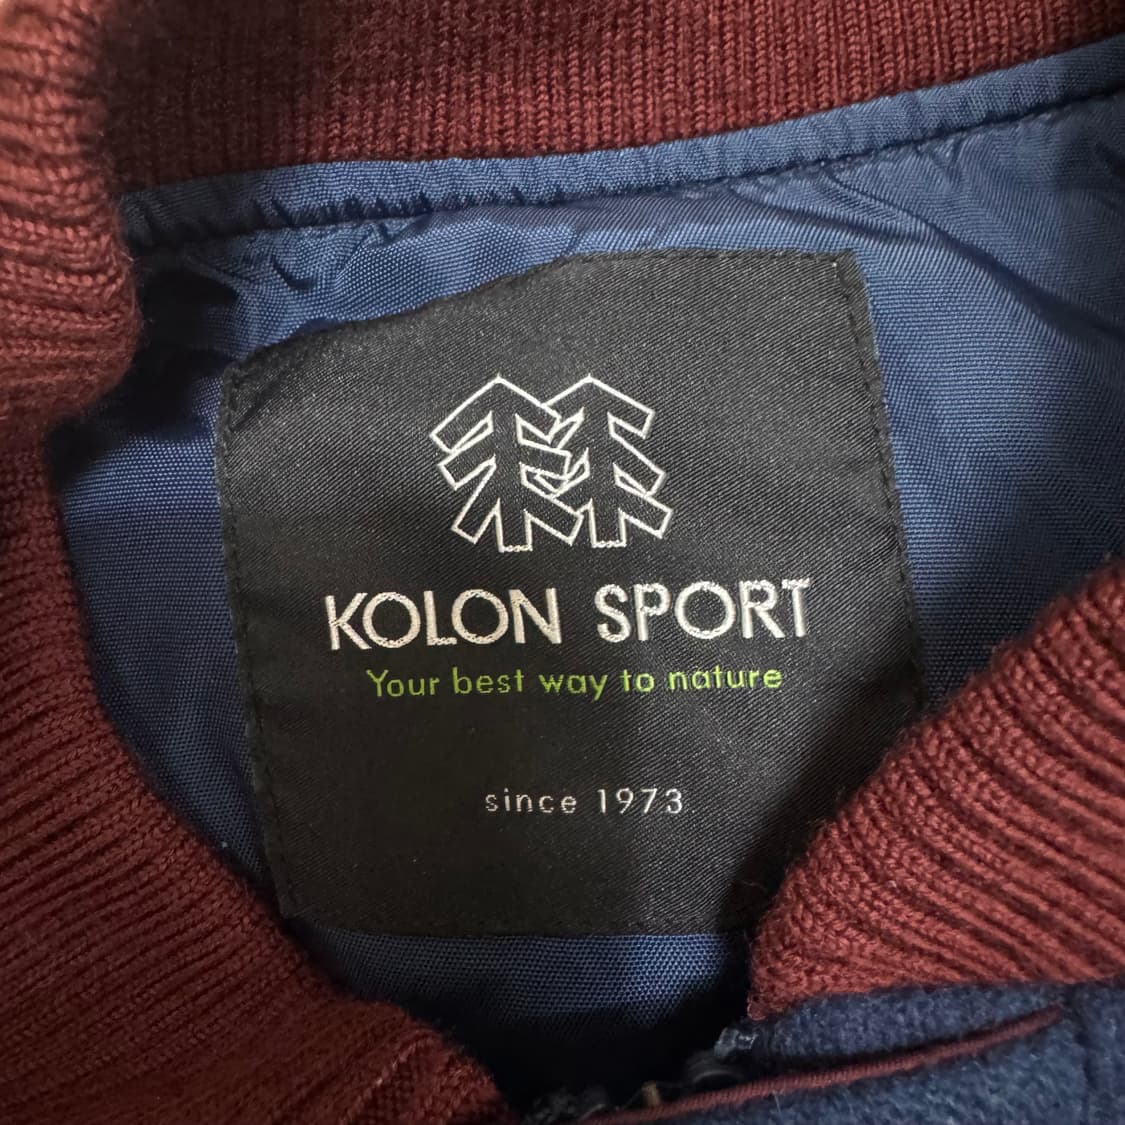 KOLON SPORT
Your best way to nature
since 1973